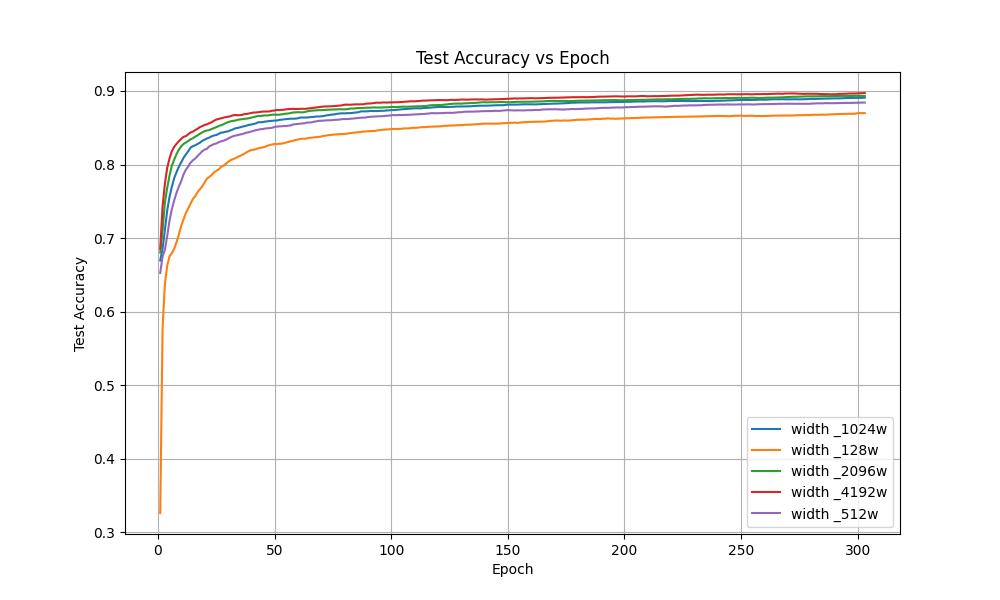 Test Accuracy vs Epoch
Test Accuracy
0.9
0.8
0.7
0.6
0.5
0.4
0.3
0
50
100
150
200
250
300
Epoch
width _1024w
width _128w
width _2096w
width _4192w
width _512w